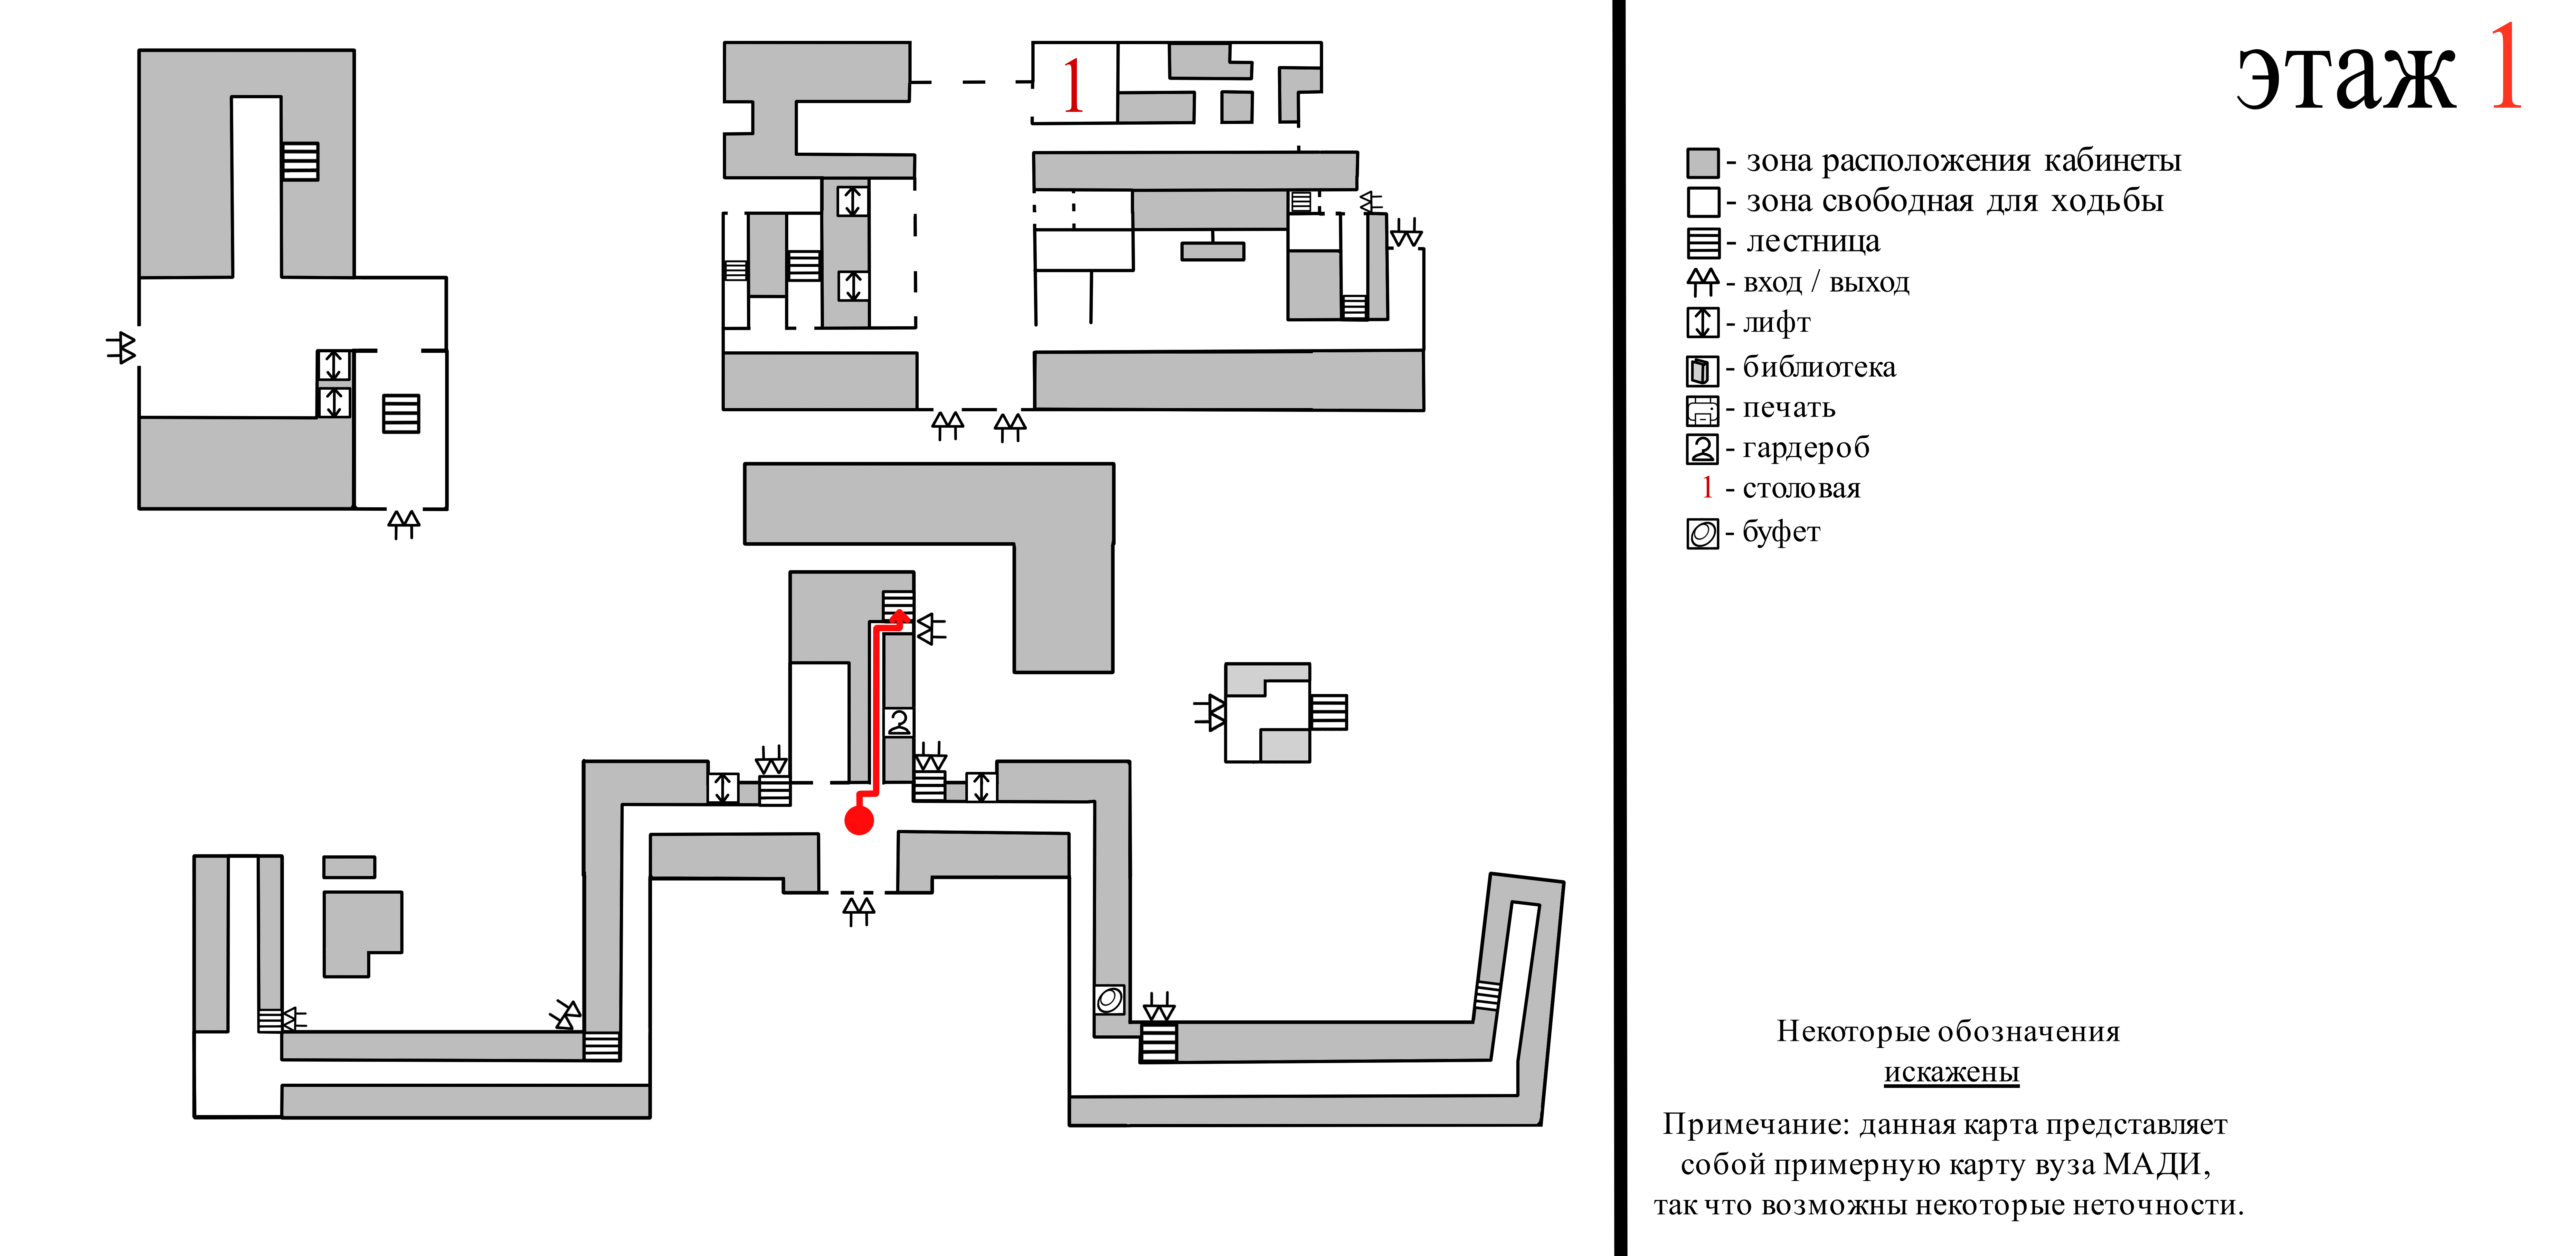 1
этаж 1
- зона расположения кабинеты
- зона свободная для ходьбы
- лестница
- вход / выход
- лифт
- библиотека
- печать
- гардероб
1 - столовая
- буфет
Некоторые обозначения
искажены
Примечание: данная карта представляет
собой примерную карту вуза МАДИ,
так что возможны некоторые неточности.